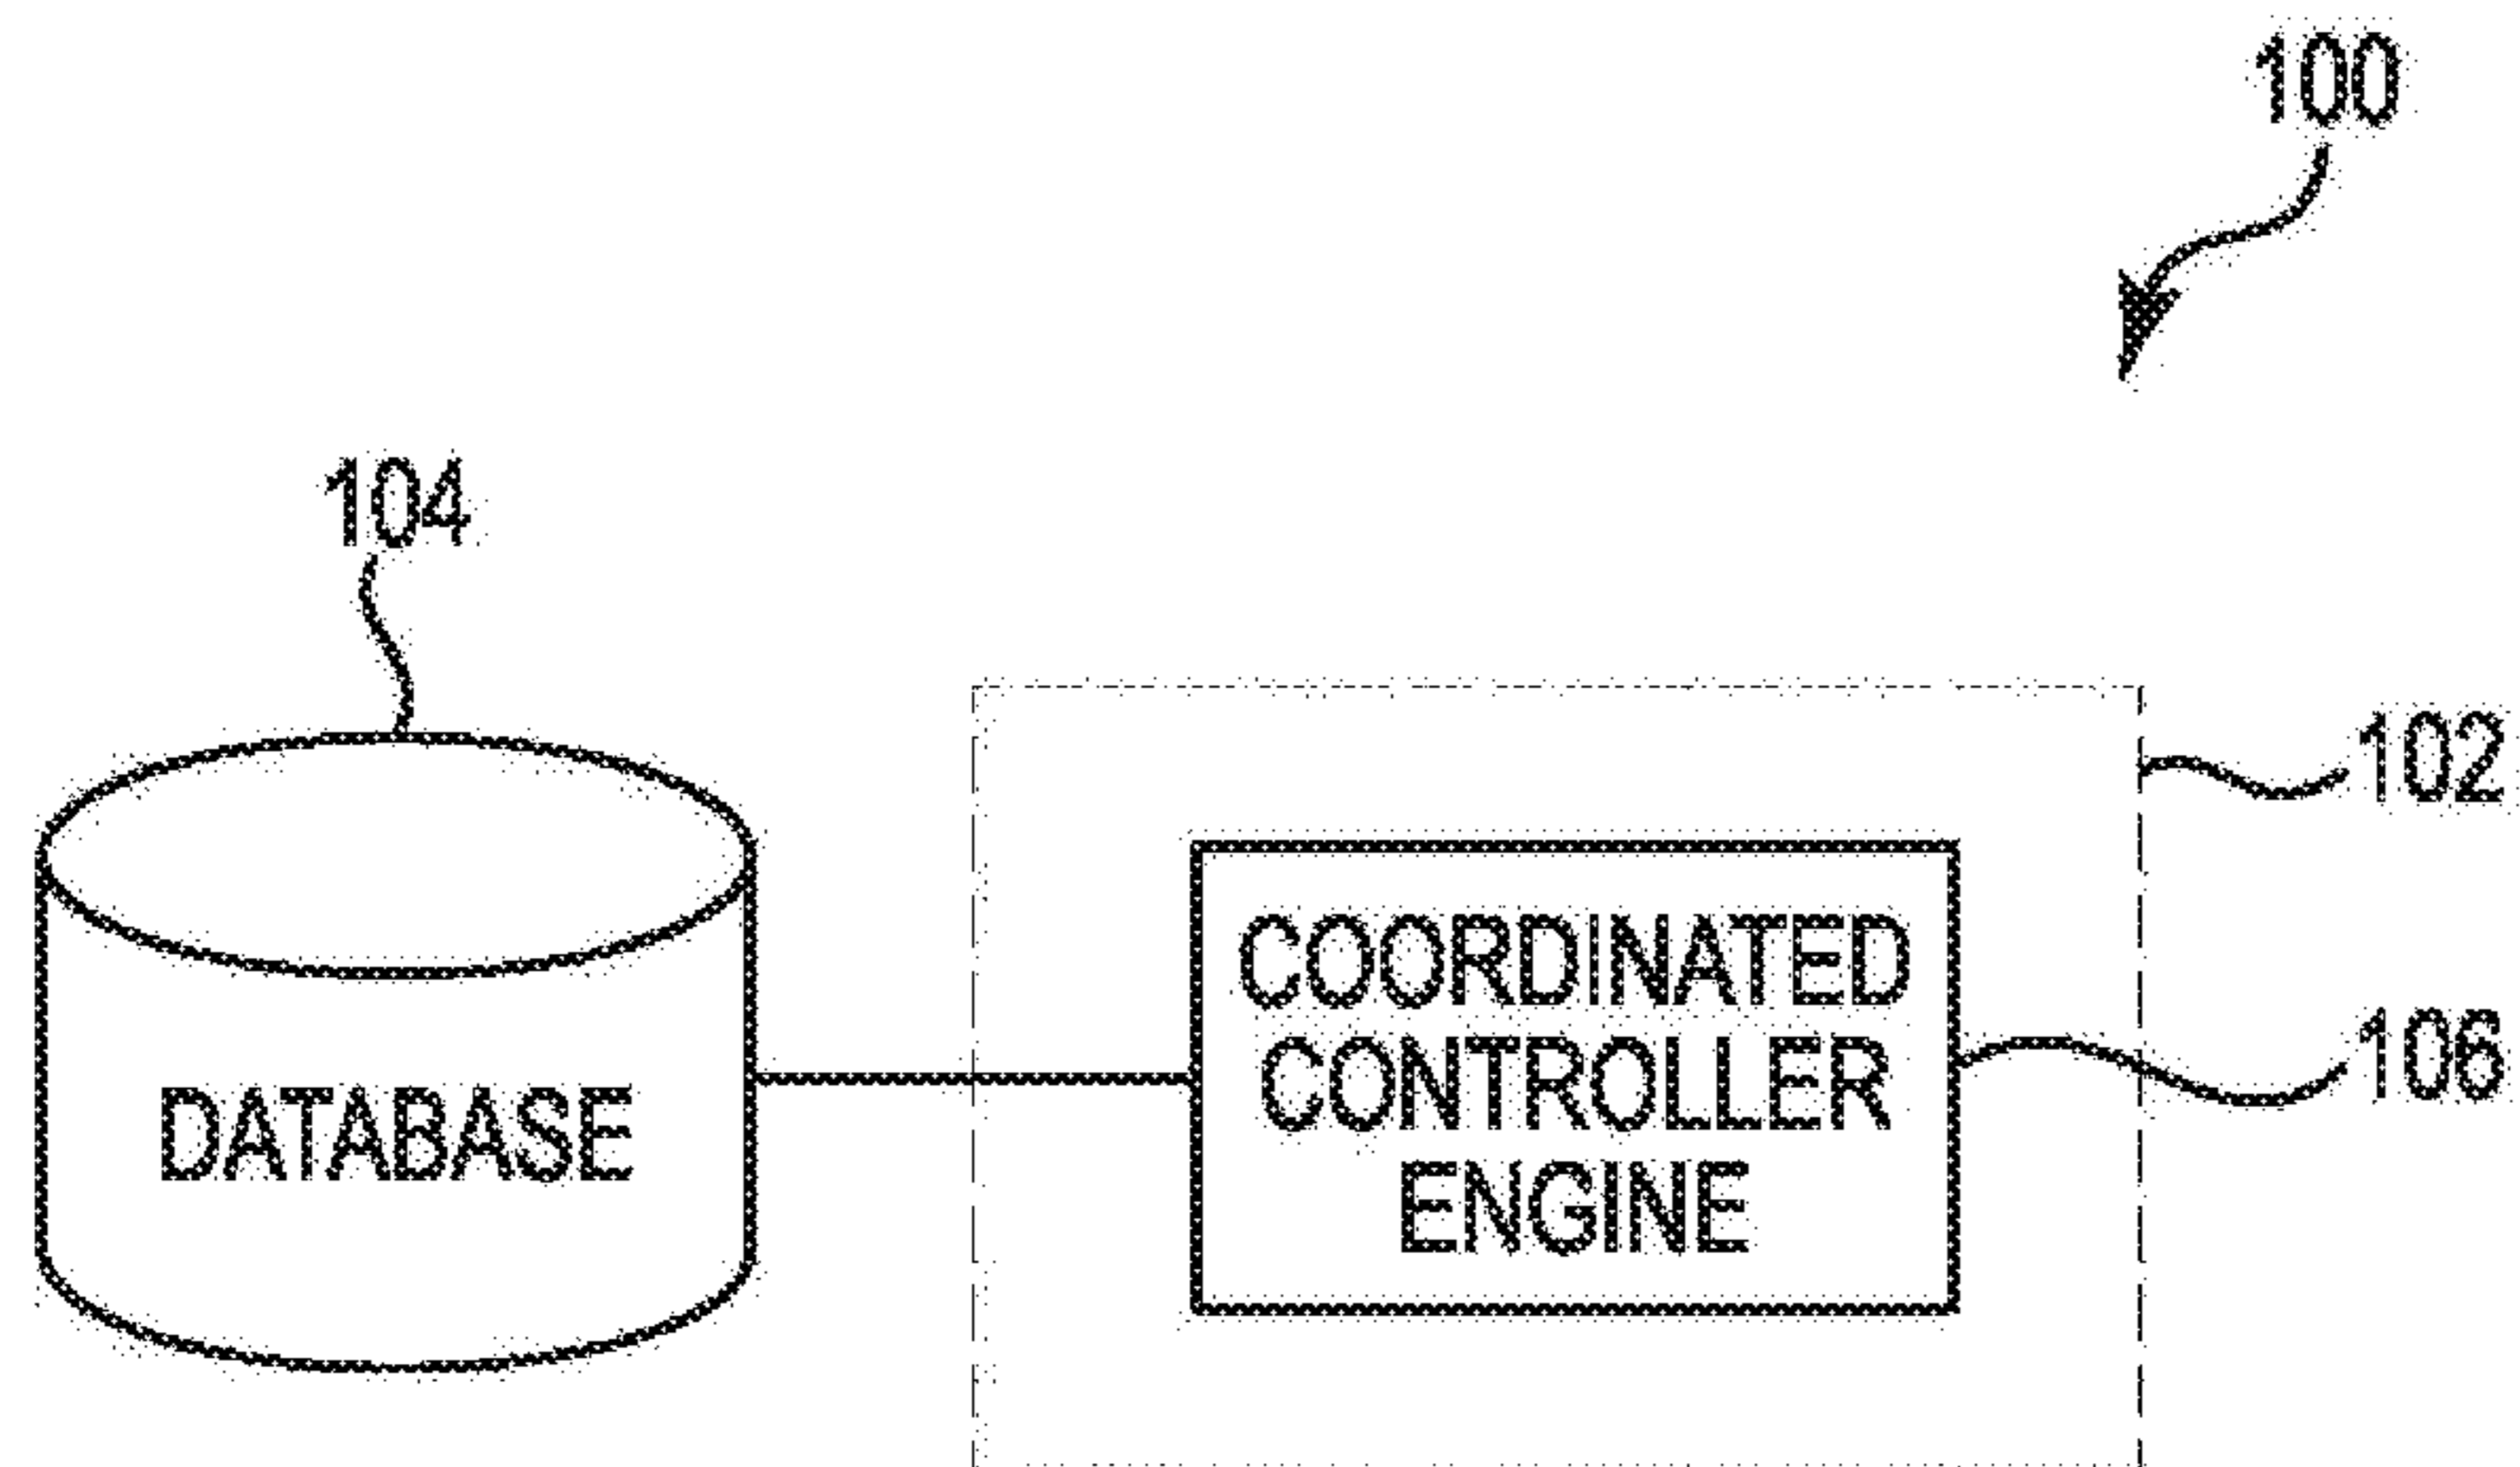 100
104
102
DATABASE
COORDINATED
CONTROLLER
ENGINE
106